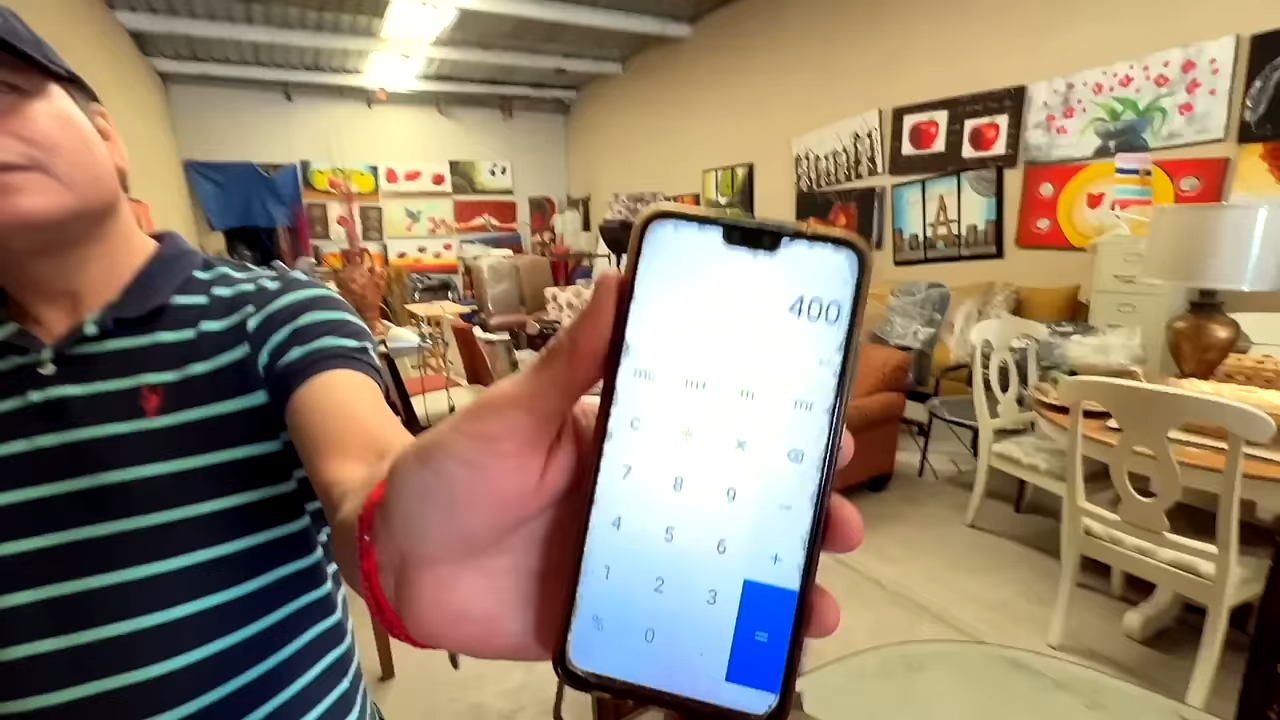 400
mc m+ m- mr
C ÷ ×
7 8 9 −
4 5 6 +
1 2 3
% 0 . =